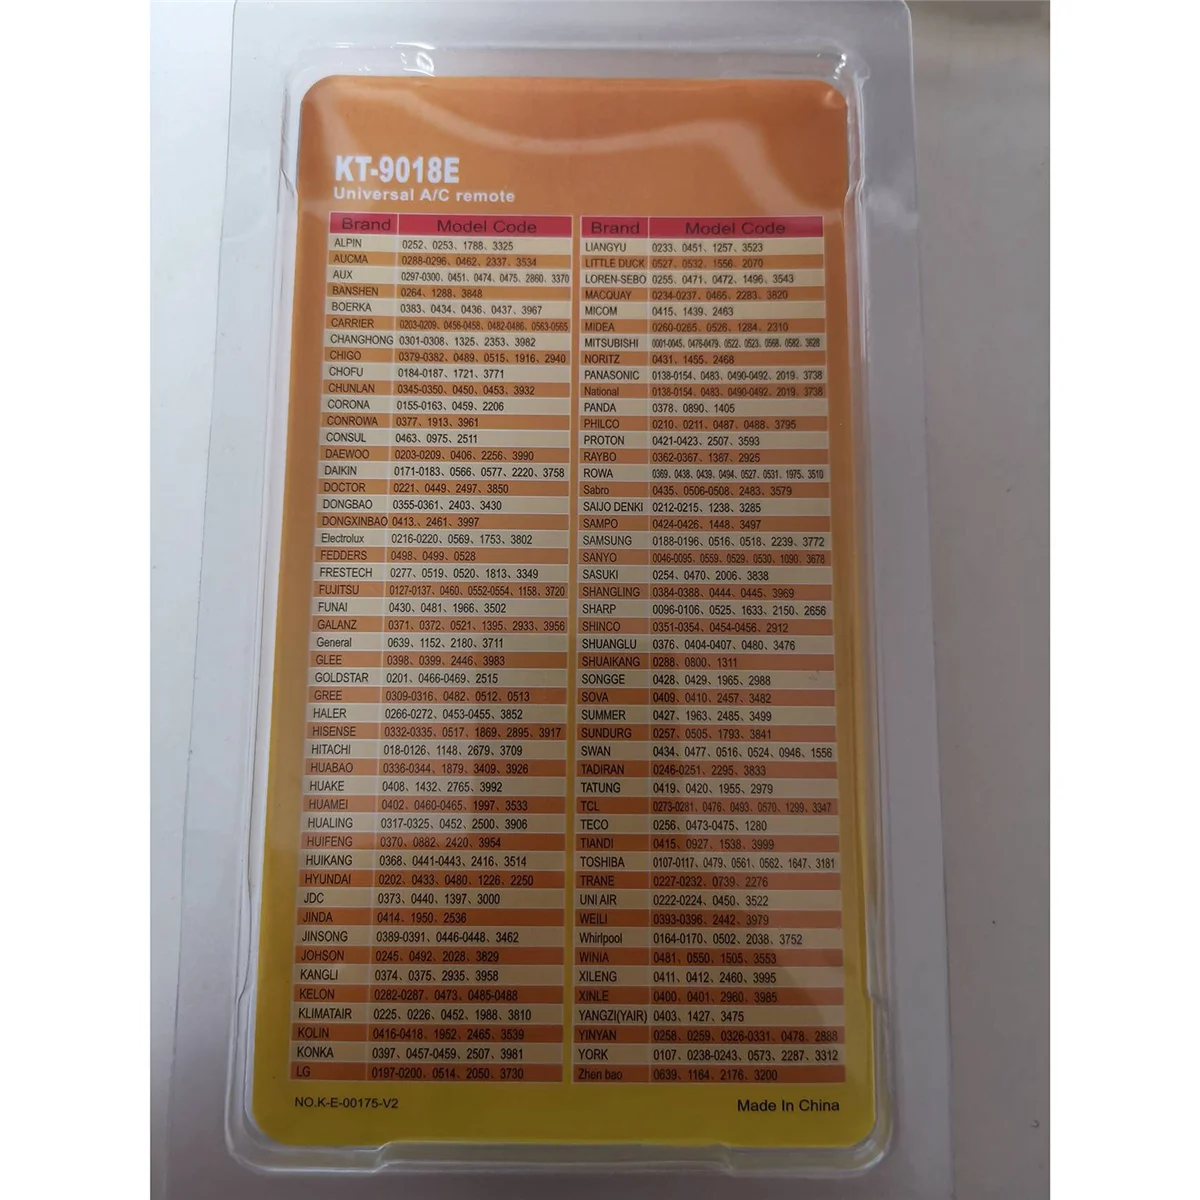 KT-9018E
Universal A/C remote
Brand Model Code
ALPIN 0252、0253、1788、3325
AUCMA 0288-0296、0462、2337、3534
AUX 0297-0300、0451、0474、0475、2860、3370
BANSHEN 0264、1288、3848
BOERKA 0383、0434、0436、0437、3967
CARRIER 0203-0209、0456-0458、0482-0486、0563-0565
CHANGHONG 0301-0308、1325、2353、3982
CHIGO 0379-0382、0489、0515、1916、2940
CHOFU 0184-0187、1721、3771
CHUNLAN 0345-0350、0450、0453、3932
CORONA 0155-0163、0459、2206
CONROWA 0377、1913、3961
CONSUL 0463、0975、2511
DAEWOO 0203-0209、0406、2256、3990
DAIKIN 0171-0183、0566、0577、2220、3758
DOCTOR 0221、0449、2497、3850
DONGBAO 0355-0361、2403、3430
DONGXINBAO 0413.、2461、3997
Electrolux 0216-0220、0569、1753、3802
FEDDERS 0498、0499、0528
FRESTECH 0277、0519、0520、1813、3349
FUJITSU 0127-0137、0460、0552-0554、1158、3720
FUNAI 0430、0481、1966、3502
GALANZ 0371、0372、0521、1395、2933、3956
General 0639、1152、2180、3711
GLEE 0398、0399、2446、3983
GOLDSTAR 0201、0466-0469、2515
GREE 0309-0316、0482、0512、0513
HALER 0266-0272、0453-0455、3852
HISENSE 0332-0335、0517、1869、2895、3917
HITACHI 018-0126、1148、2679、3709
HUABAO 0336-0344、1879、3409、3926
HUAKE 0408、1432、2765、3992
HUAMEI 0402、0460-0465、1997、3533
HUALING 0317-0325、0452、2500、3906
HUIFENG 0370、0882、2420、3954
HUIKANG 0368、0441-0443、2416、3514
HYUNDAI 0202、0433、0480、1226、2250
JDC 0373、0440、1397、3000
JINDA 0414、1950、2536
JINSONG 0389-0391、0446-0448、3462
JOHSON 0245、0492、2028、3829
KANGLI 0374、0375、2935、3958
KELON 0282-0287、0473、0485-0488
KLIMATAIR 0225、0226、0452、1988、3810
KOLIN 0416-0418、1952、2465、3539
KONKA 0397、0457-0459、2507、3981
LG 0197-0200、0514、2050、3730
Brand Model Code
LIANGYU 0233、0451、1257、3523
LITTLE DUCK 0527、0532、1556、2070
LOREN-SEBO 0255、0471、0472、1496、3543
MACQUAY 0234-0237、0465、2283、3820
MICOM 0415、1439、2463
MIDEA 0260-0265、0526、1284、2310
MITSUBISHI 0001-0045、0476-0479、0522、0523、0568、0582、3828
NORITZ 0431、1455、2468
PANASONIC 0138-0154、0483、0490-0492、2019、3738
National 0138-0154、0483、0490-0492、2019、3738
PANDA 0378、0890、1405
PHILCO 0210、0211、0487、0488、3795
PROTON 0421-0423、2507、3593
RAYBO 0362-0367、1387、2925
ROWA 0369、0438、0439、0494、0527、0531、1975、3510
Sabro 0435、0506-0508、2483、3579
SAIJO DENKI 0212-0215、1238、3285
SAMPO 0424-0426、1448、3497
SAMSUNG 0188-0196、0516、0518、2239、3772
SANYO 0046-0095、0559、0529、0530、1090、3678
SASUKI 0254、0470、2006、3838
SHANGLING 0384-0388、0444、0445、3969
SHARP 0096-0106、0525、1633、2150、2656
SHINCO 0351-0354、0454-0456、2912
SHUANGLU 0376、0404-0407、0480、3476
SHUAIKANG 0288、0800、1311
SONGGE 0428、0429、1965、2988
SOVA 0409、0410、2457、3482
SUMMER 0427、1963、2485、3499
SUNDURG 0257、0505、1793、3841
SWAN 0434、0477、0516、0524、0946、1556
TADIRAN 0246-0251、2295、3833
TATUNG 0419、0420、1955、2979
TCL 0273-0281、0476、0493、0570、1299、3347
TECO 0256、0473-0475、1280
TIANDI 0415、0927、1538、3999
TOSHIBA 0107-0117、0479、0561、0562、1647、3181
TRANE 0227-0232、0739、2276
UNI AIR 0222-0224、0450、3522
WEILI 0393-0396、2442、3979
Whirlpool 0164-0170、0502、2038、3752
WINIA 0481、0550、1505、3553
XILENG 0411、0412、2460、3995
XINLE 0400、0401、2960、3985
YANGZI(YAIR) 0403、1427、3475
YINYAN 0258、0259、0326-0331、0478、2888
YORK 0107、0238-0243、0573、2287、3312
Zhen bao 0639、1164、2176、3200
NO.K-E-00175-V2
Made In China